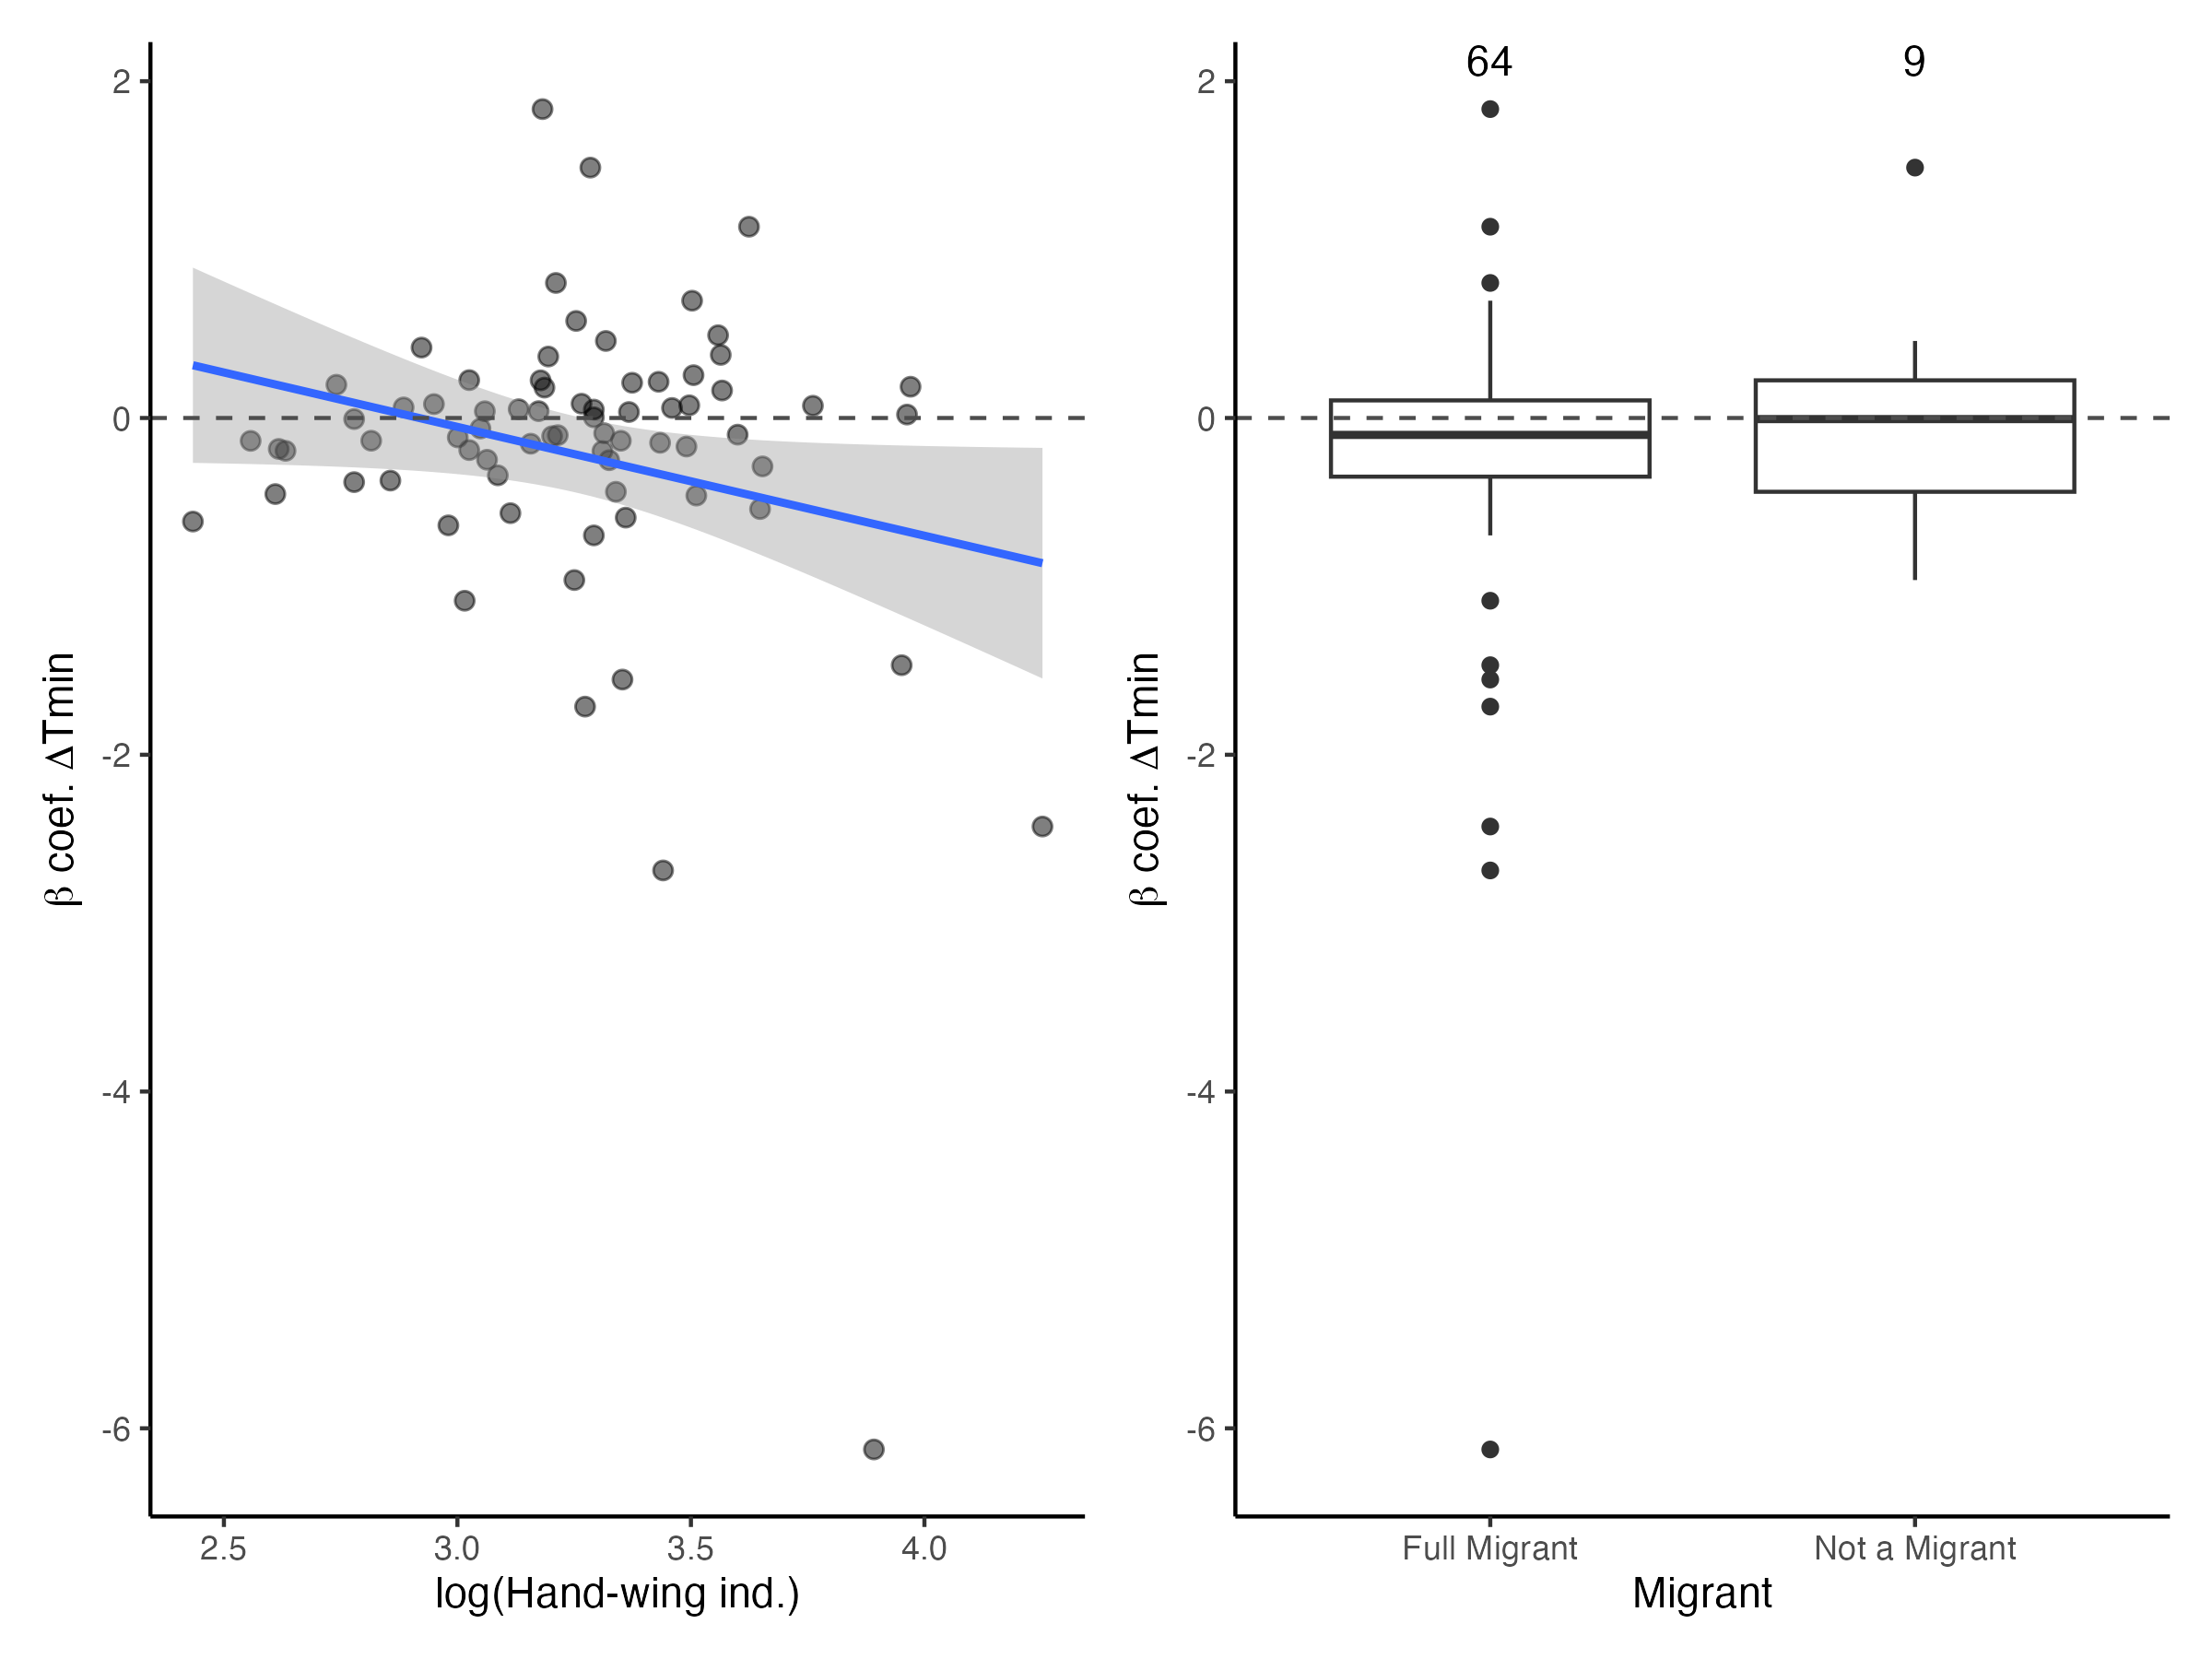 2
0
-2
-4
-6
β coef. ΔTmin
2.5 3.0 3.5 4.0
log(Hand-wing ind.)
64 9
2
0
-2
-4
-6
β coef. ΔTmin
Full Migrant Not a Migrant
Migrant